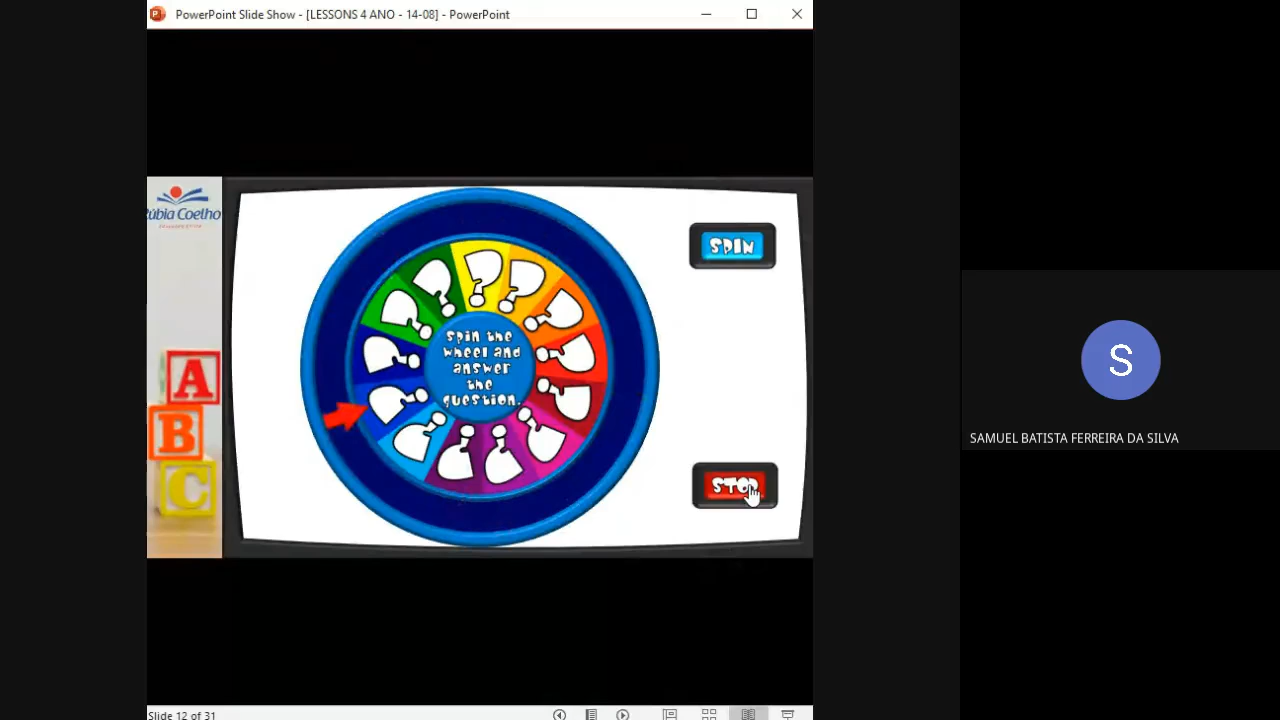 PowerPoint Slide Show - [LESSONS 4 ANO - 14-08] - PowerPoint
Rúbia Coelho
SPIN
Spin the
wheel and
answer
the
question.
A
B
C
STOP
S
SAMUEL BATISTA FERREIRA DA SILVA
Slide 12 of 31